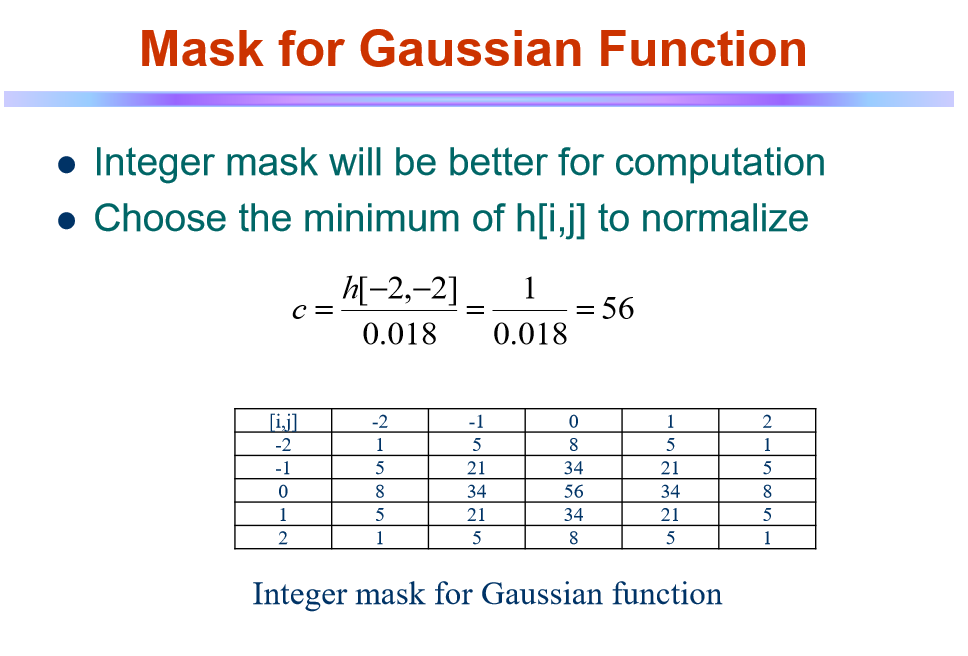 Mask for Gaussian Function
● Integer mask will be better for computation
● Choose the minimum of h[i,j] to normalize
c = h[−2,−2] / 0.018 = 1 / 0.018 = 56
[i,j] -2 -1 0 1 2
-2 1 5 8 5 1
-1 5 21 34 21 5
0 8 34 56 34 8
1 5 21 34 21 5
2 1 5 8 5 1
Integer mask for Gaussian function